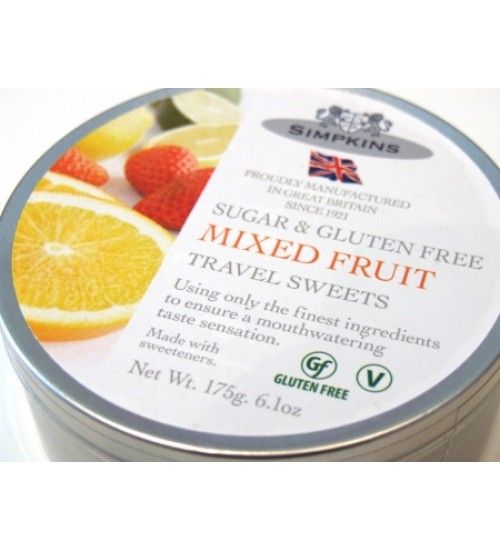 SIMPKINS
PROUDLY MANUFACTURED
IN GREAT BRITAIN
SINCE 1921
SUGAR & GLUTEN FREE
MIXED FRUIT
TRAVEL SWEETS
Using only the finest ingredients
to ensure a mouthwatering
taste sensation.
Made with
sweeteners.
Net Wt. 175g. 6.1oz
Gf
GLUTEN FREE
V